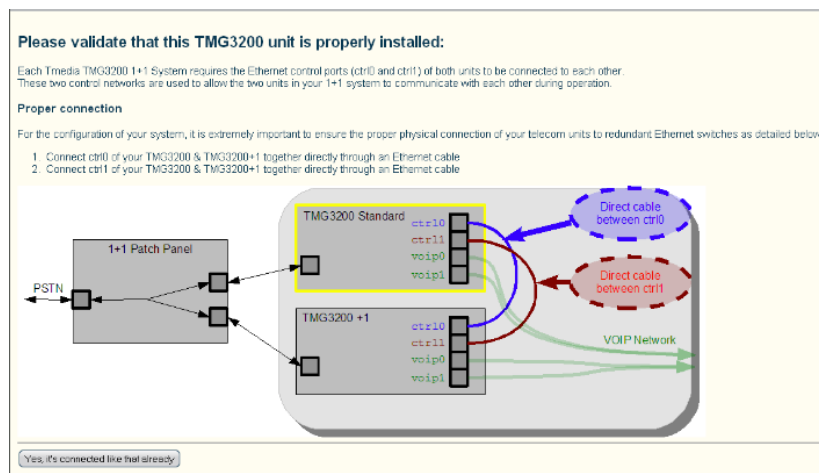 Please validate that this TMG3200 unit is properly installed:
Each Tmedia TMG3200 1+1 System requires the Ethernet control ports (ctrl0 and ctrl1) of both units to be connected to each other.
These two control networks are used to allow the two units in your 1+1 system to communicate with each other during operation.
Proper connection
For the configuration of your system, it is extremely important to ensure the proper physical connection of your telecom units to redundant Ethernet switches as detailed below
1. Connect ctrl0 of your TMG3200 & TMG3200+1 together directly through an Ethernet cable
2. Connect ctrl1 of your TMG3200 & TMG3200+1 together directly through an Ethernet cable
TMG3200 Standard
ctrl0
ctrl1
voip0
voip1
Direct cable
between ctrl0
1+1 Patch Panel
PSTN
Direct cable
between ctrl1
TMG3200 +1
ctrl0
ctrl1
voip0
voip1
VOIP Network
Yes, it's connected like that already